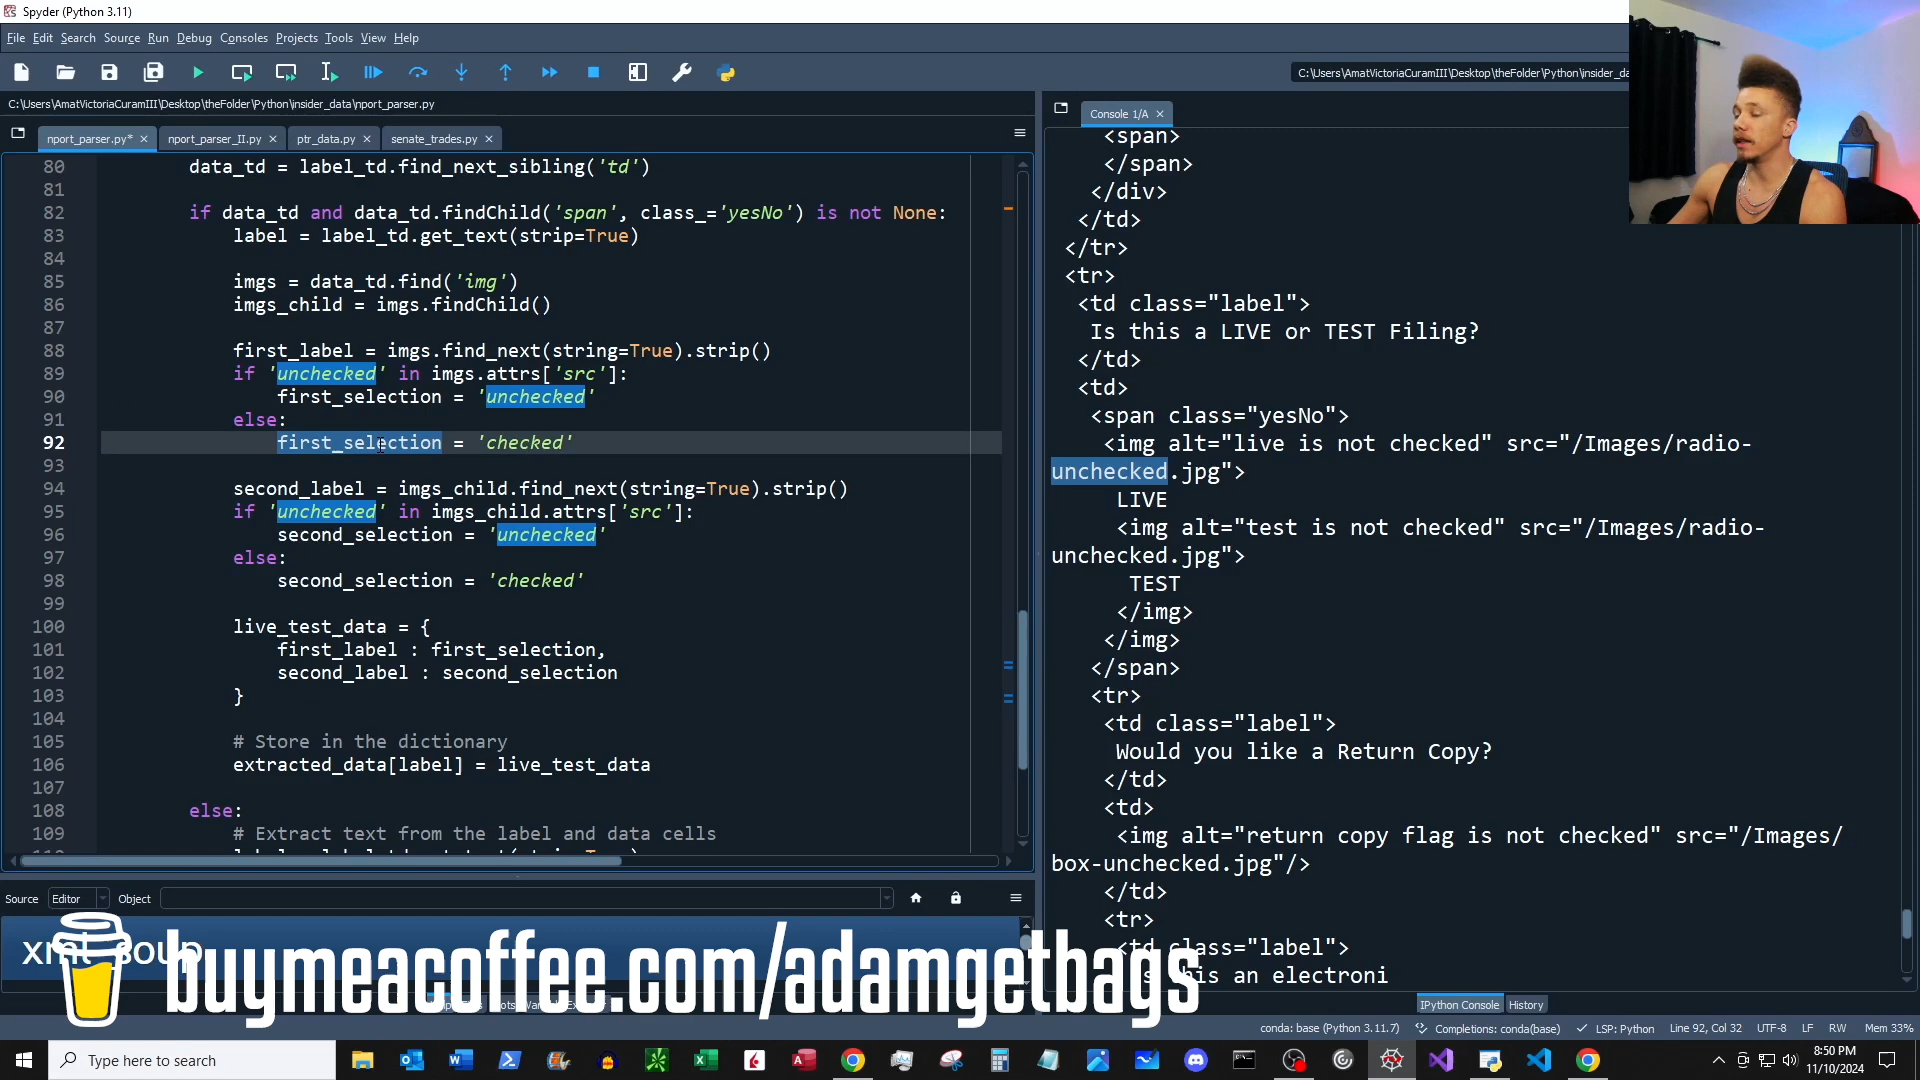 Spyder (Python 3.11)
File Edit Search Source Run Debug Consoles Projects Tools View Help
C:\Users\AmatVictoriaCuramIII\Desktop\theFolder\Python\insider_da
C:\Users\AmatVictoriaCuramIII\Desktop\theFolder\Python\insider_data\nport_parser.py
nport_parser.py* nport_parser_II.py ptr_data.py senate_trades.py
80 data_td = label_td.find_next_sibling('td')
81
82 if data_td and data_td.findChild('span', class_='yesNo') is not None:
83 label = label_td.get_text(strip=True)
84
85 imgs = data_td.find('img')
86 imgs_child = imgs.findChild()
87
88 first_label = imgs.find_next(string=True).strip()
89 if 'unchecked' in imgs.attrs['src']:
90 first_selection = 'unchecked'
91 else:
92 first_selection = 'checked'
93
94 second_label = imgs_child.find_next(string=True).strip()
95 if 'unchecked' in imgs_child.attrs['src']:
96 second_selection = 'unchecked'
97 else:
98 second_selection = 'checked'
99
100 live_test_data = {
101 first_label : first_selection,
102 second_label : second_selection
103 }
104
105 # Store in the dictionary
106 extracted_data[label] = live_test_data
107
108 else:
109 # Extract text from the label and data cells
Source Editor Object
xml_soup
buymeacoffee.com/adamgetbags
Console 1/A
<span>
</span>
</div>
</td>
</tr>
<tr>
<td class="label">
Is this a LIVE or TEST Filing?
</td>
<td>
<span class="yesNo">
<img alt="live is not checked" src="/Images/radio-
unchecked.jpg">
LIVE
<img alt="test is not checked" src="/Images/radio-
unchecked.jpg">
TEST
</img>
</img>
</span>
<tr>
<td class="label">
Would you like a Return Copy?
</td>
<td>
<img alt="return copy flag is not checked" src="/Images/
box-unchecked.jpg"/>
</td>
<tr>
<td class="label">
his an electroni
IPython Console History
conda: base (Python 3.11.7) Completions: conda(base) LSP: Python Line 92, Col 32 UTF-8 LF RW Mem 33%
Type here to search
8:50 PM
11/10/2024